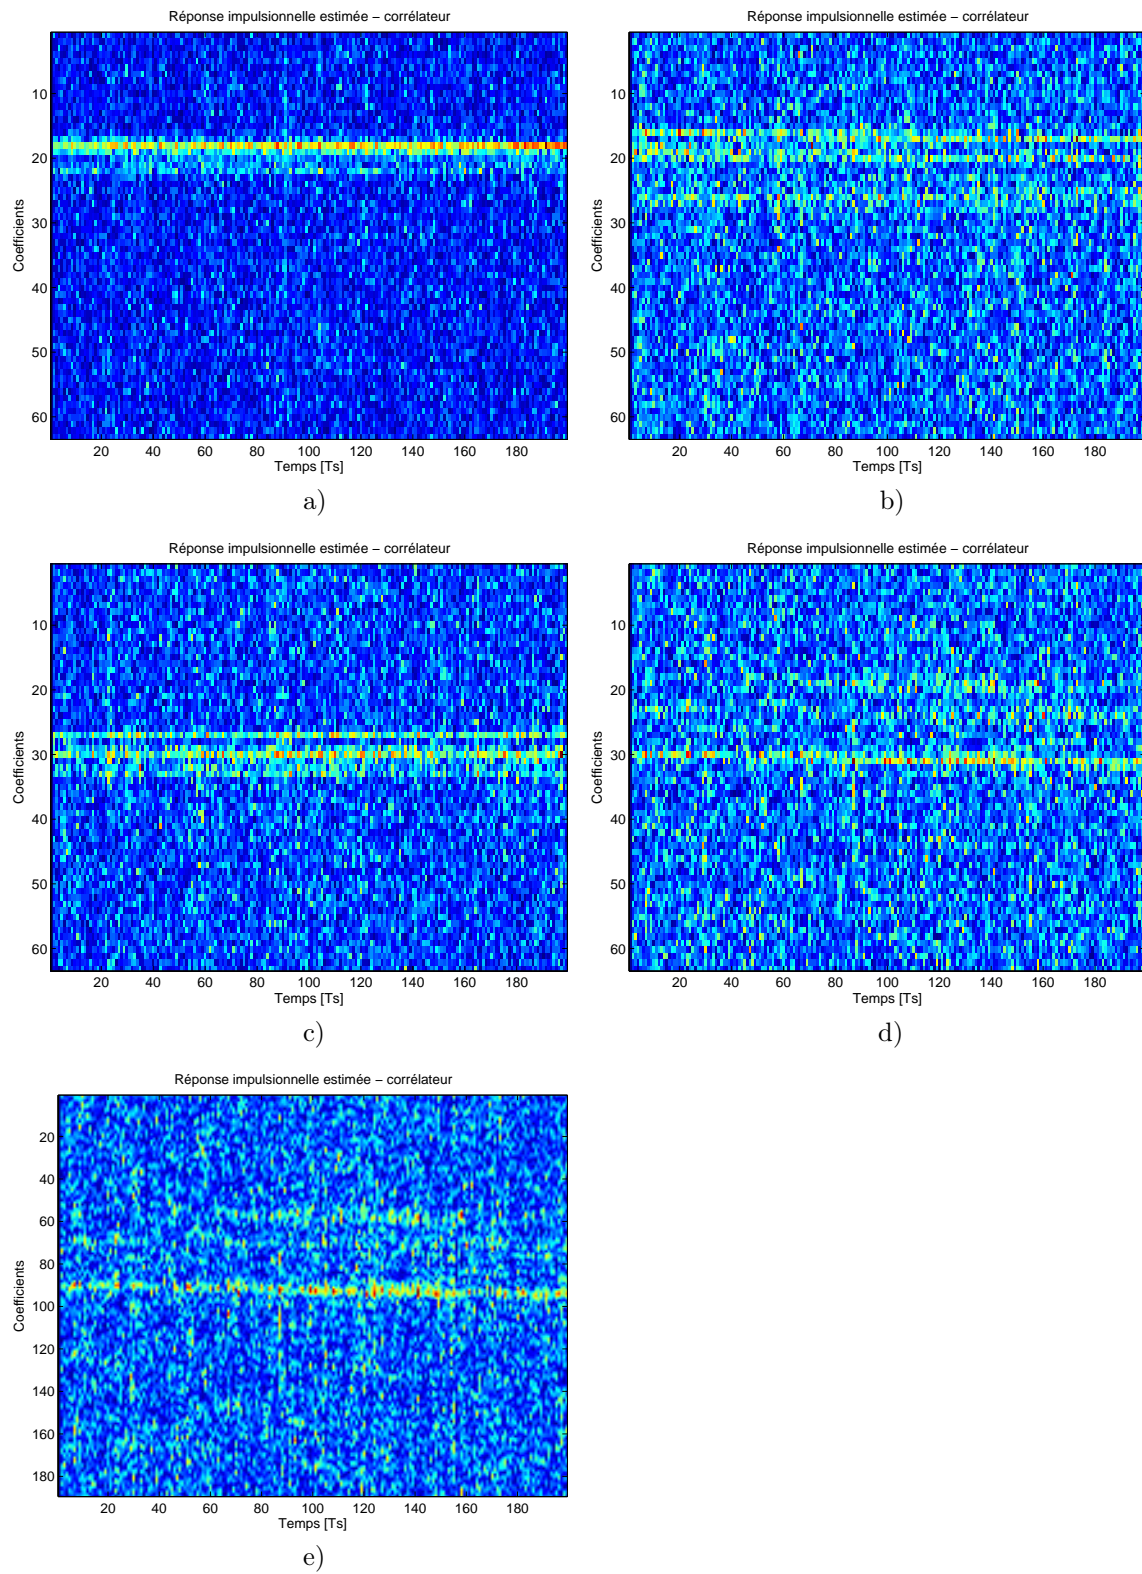 Réponse impulsionnelle estimée – corrélateur
Coefficients
10
20
30
40
50
60
20 40 60 80 100 120 140 160 180
Temps [Ts]
a)
Réponse impulsionnelle estimée – corrélateur
Coefficients
10
20
30
40
50
60
20 40 60 80 100 120 140 160 180
Temps [Ts]
b)
Réponse impulsionnelle estimée – corrélateur
Coefficients
10
20
30
40
50
60
20 40 60 80 100 120 140 160 180
Temps [Ts]
c)
Réponse impulsionnelle estimée – corrélateur
Coefficients
10
20
30
40
50
60
20 40 60 80 100 120 140 160 180
Temps [Ts]
d)
Réponse impulsionnelle estimée – corrélateur
Coefficients
20
40
60
80
100
120
140
160
180
20 40 60 80 100 120 140 160 180
Temps [Ts]
e)